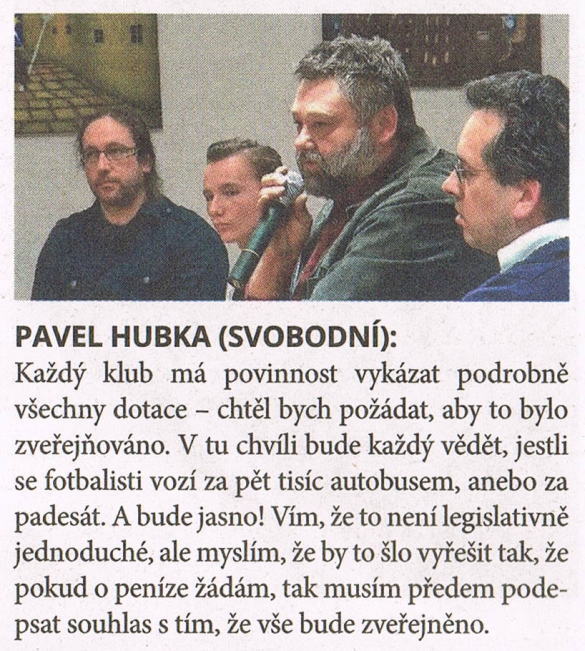 PAVEL HUBKA (SVOBODNÍ):
Každý klub má povinnost vykázat podrobně
všechny dotace – chtěl bych požádat, aby to bylo
zveřejňováno. V tu chvíli bude každý vědět, jestli
se fotbalisti vozí za pět tisíc autobusem, anebo za
padesát. A bude jasno! Vím, že to není legislativně
jednoduché, ale myslím, že by to šlo vyřešit tak, že
pokud o peníze žádám, tak musím předem pode-
psat souhlas s tím, že vše bude zveřejněno.